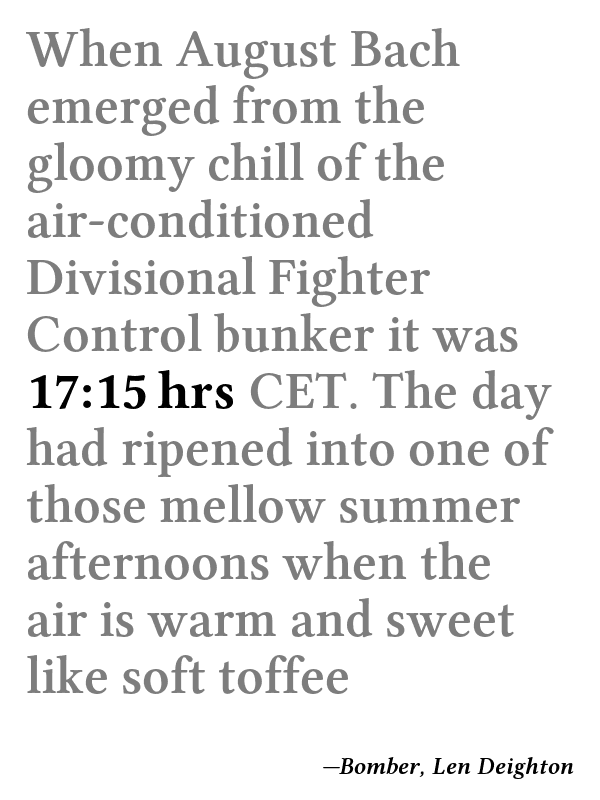 When August Bach
emerged from the
gloomy chill of the
air-conditioned
Divisional Fighter
Control bunker it was
17:15 hrs CET. The day
had ripened into one of
those mellow summer
afternoons when the
air is warm and sweet
like soft toffee
—Bomber, Len Deighton